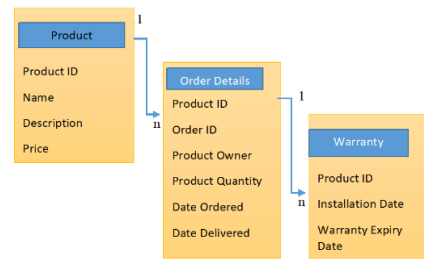 Product
Product ID
Name
Description
Price
1
n
Order Details
Product ID
Order ID
Product Owner
Product Quantity
Date Ordered
Date Delivered
1
n
Warranty
Product ID
Installation Date
Warranty Expiry
Date